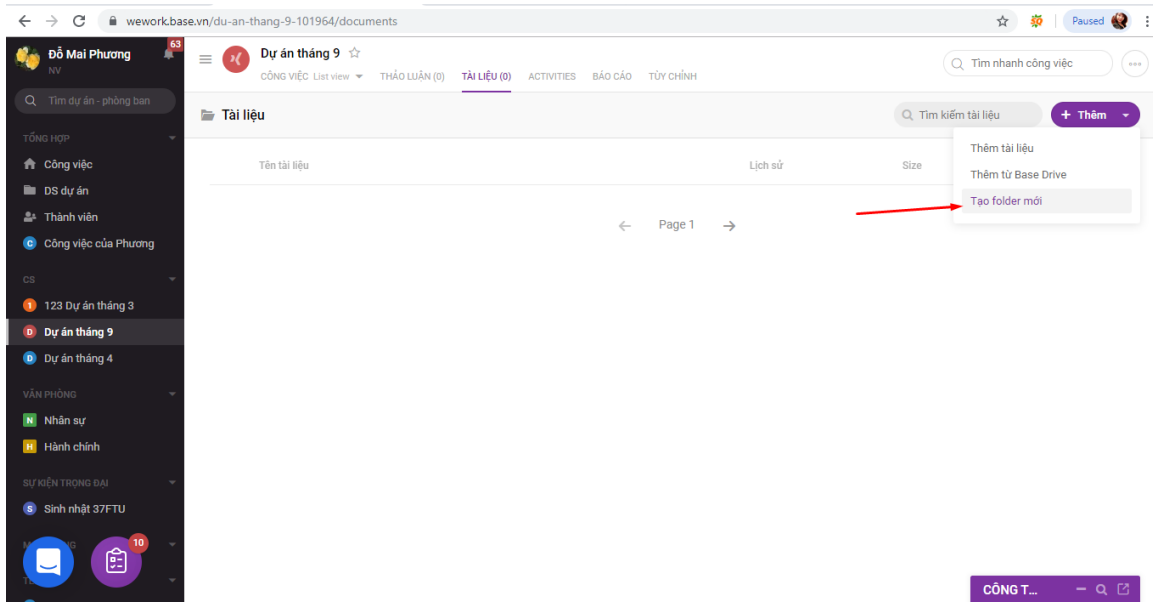 wework.base.vn/du-an-thang-9-101964/documents
Paused
Đỗ Mai Phương
63
NV
Tìm dự án - phòng ban
TỔNG HỢP
Công việc
DS dự án
Thành viên
C Công việc của Phương
CS
1 123 Dự án tháng 3
D Dự án tháng 9
D Dự án tháng 4
VĂN PHÒNG
N Nhân sự
H Hành chính
SỰ KIỆN TRỌNG ĐẠI
S Sinh nhật 37FTU
10
Dự án tháng 9
Tìm nhanh công việc
CÔNG VIỆC List view THẢO LUẬN (0) TÀI LIỆU (0) ACTIVITIES BÁO CÁO TÙY CHỈNH
Tài liệu
Tìm kiếm tài liệu
+ Thêm
Tên tài liệu Lịch sử Size
Thêm tài liệu
Thêm từ Base Drive
Tạo folder mới
Page 1
CÔNG T...